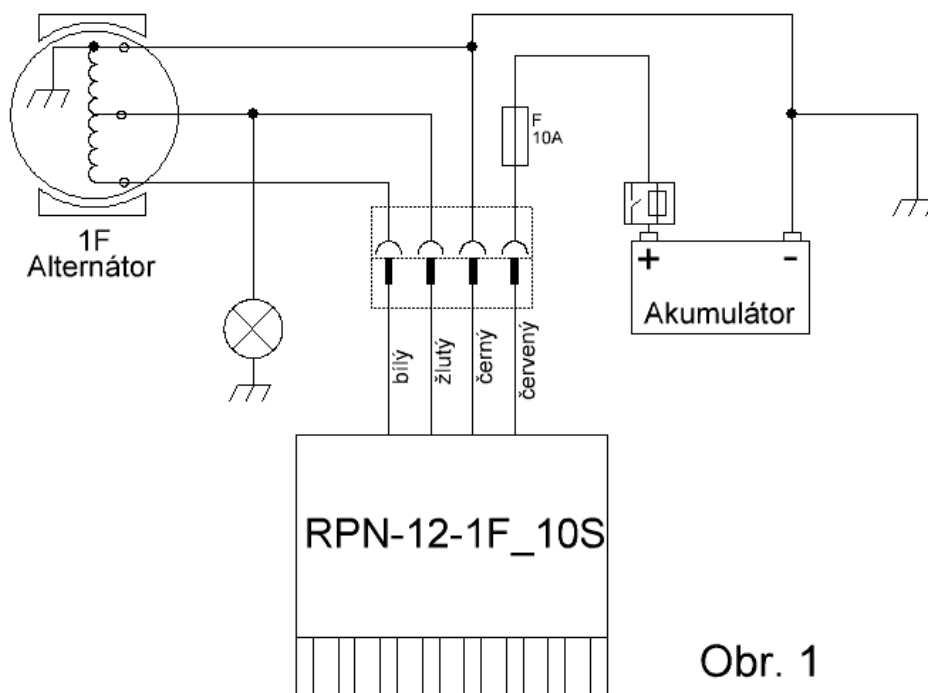 F
10A
1F
Alternátor
+ -
Akumulátor
bílý
žlutý
černý
červený
RPN-12-1F_10S
Obr. 1